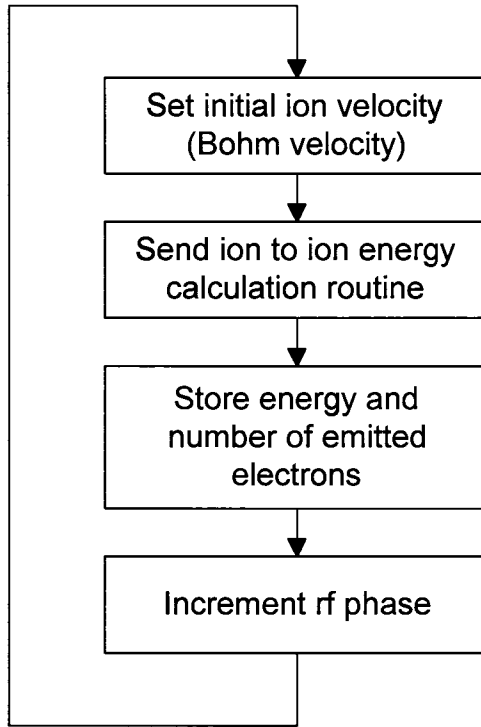 Set initial ion velocity
(Bohm velocity)
Send ion to ion energy
calculation routine
Store energy and
number of emitted
electrons
Increment rf phase